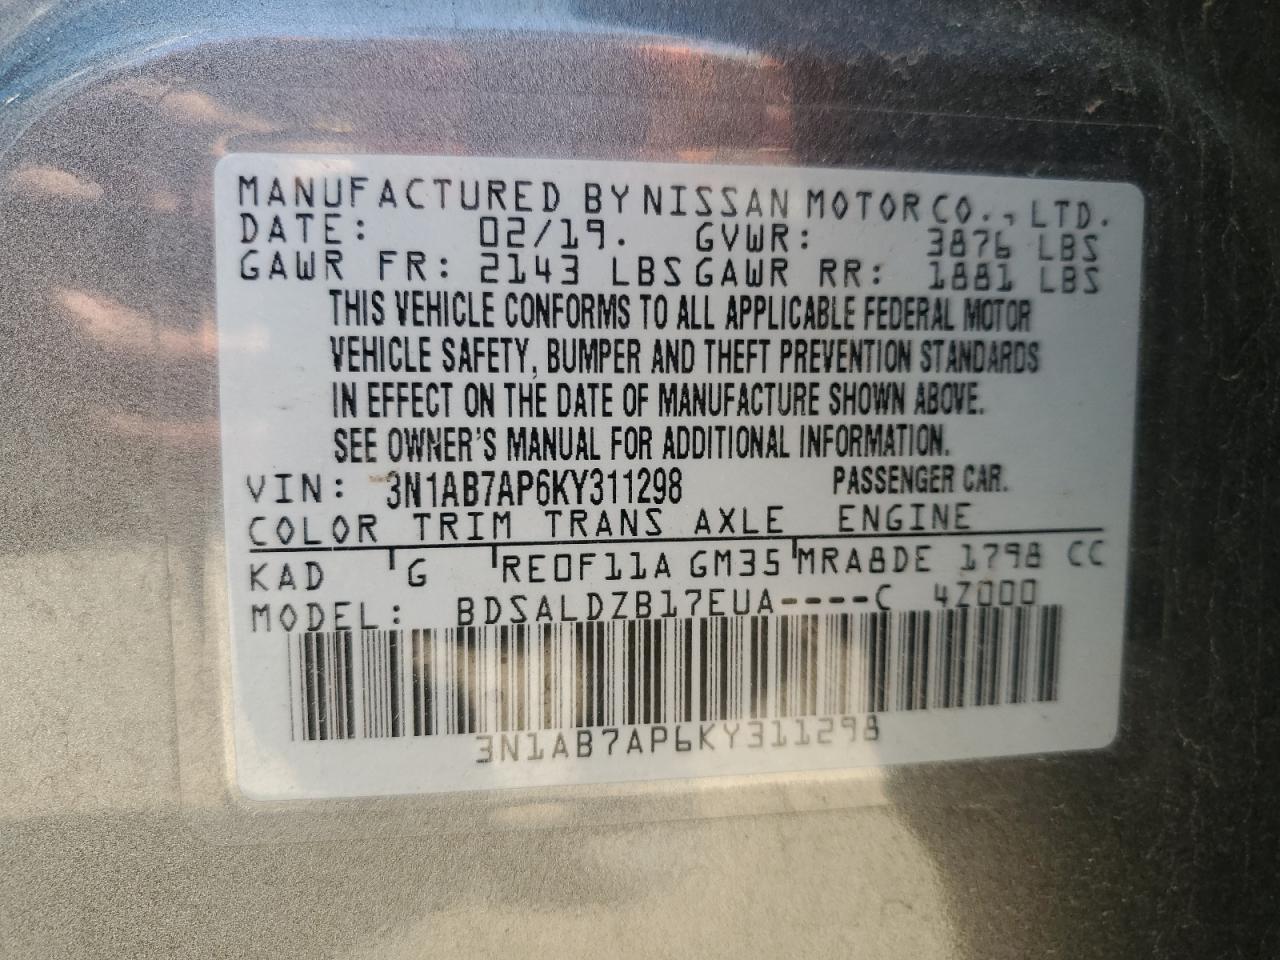 MANUFACTURED BY NISSAN MOTOR CO., LTD.
DATE: 02/19. GVWR: 3876 LBS
GAWR FR: 2143 LBS GAWR RR: 1881 LBS
THIS VEHICLE CONFORMS TO ALL APPLICABLE FEDERAL MOTOR
VEHICLE SAFETY, BUMPER AND THEFT PREVENTION STANDARDS
IN EFFECT ON THE DATE OF MANUFACTURE SHOWN ABOVE.
SEE OWNER'S MANUAL FOR ADDITIONAL INFORMATION.
VIN: 3N1AB7AP6KY311298 PASSENGER CAR.
COLOR TRIM TRANS AXLE ENGINE
KAD G RE0F11A GM35 MRA8DE 1798 CC
MODEL: BDSALDZB17EUA----C 4Z000
3N1AB7AP6KY311298